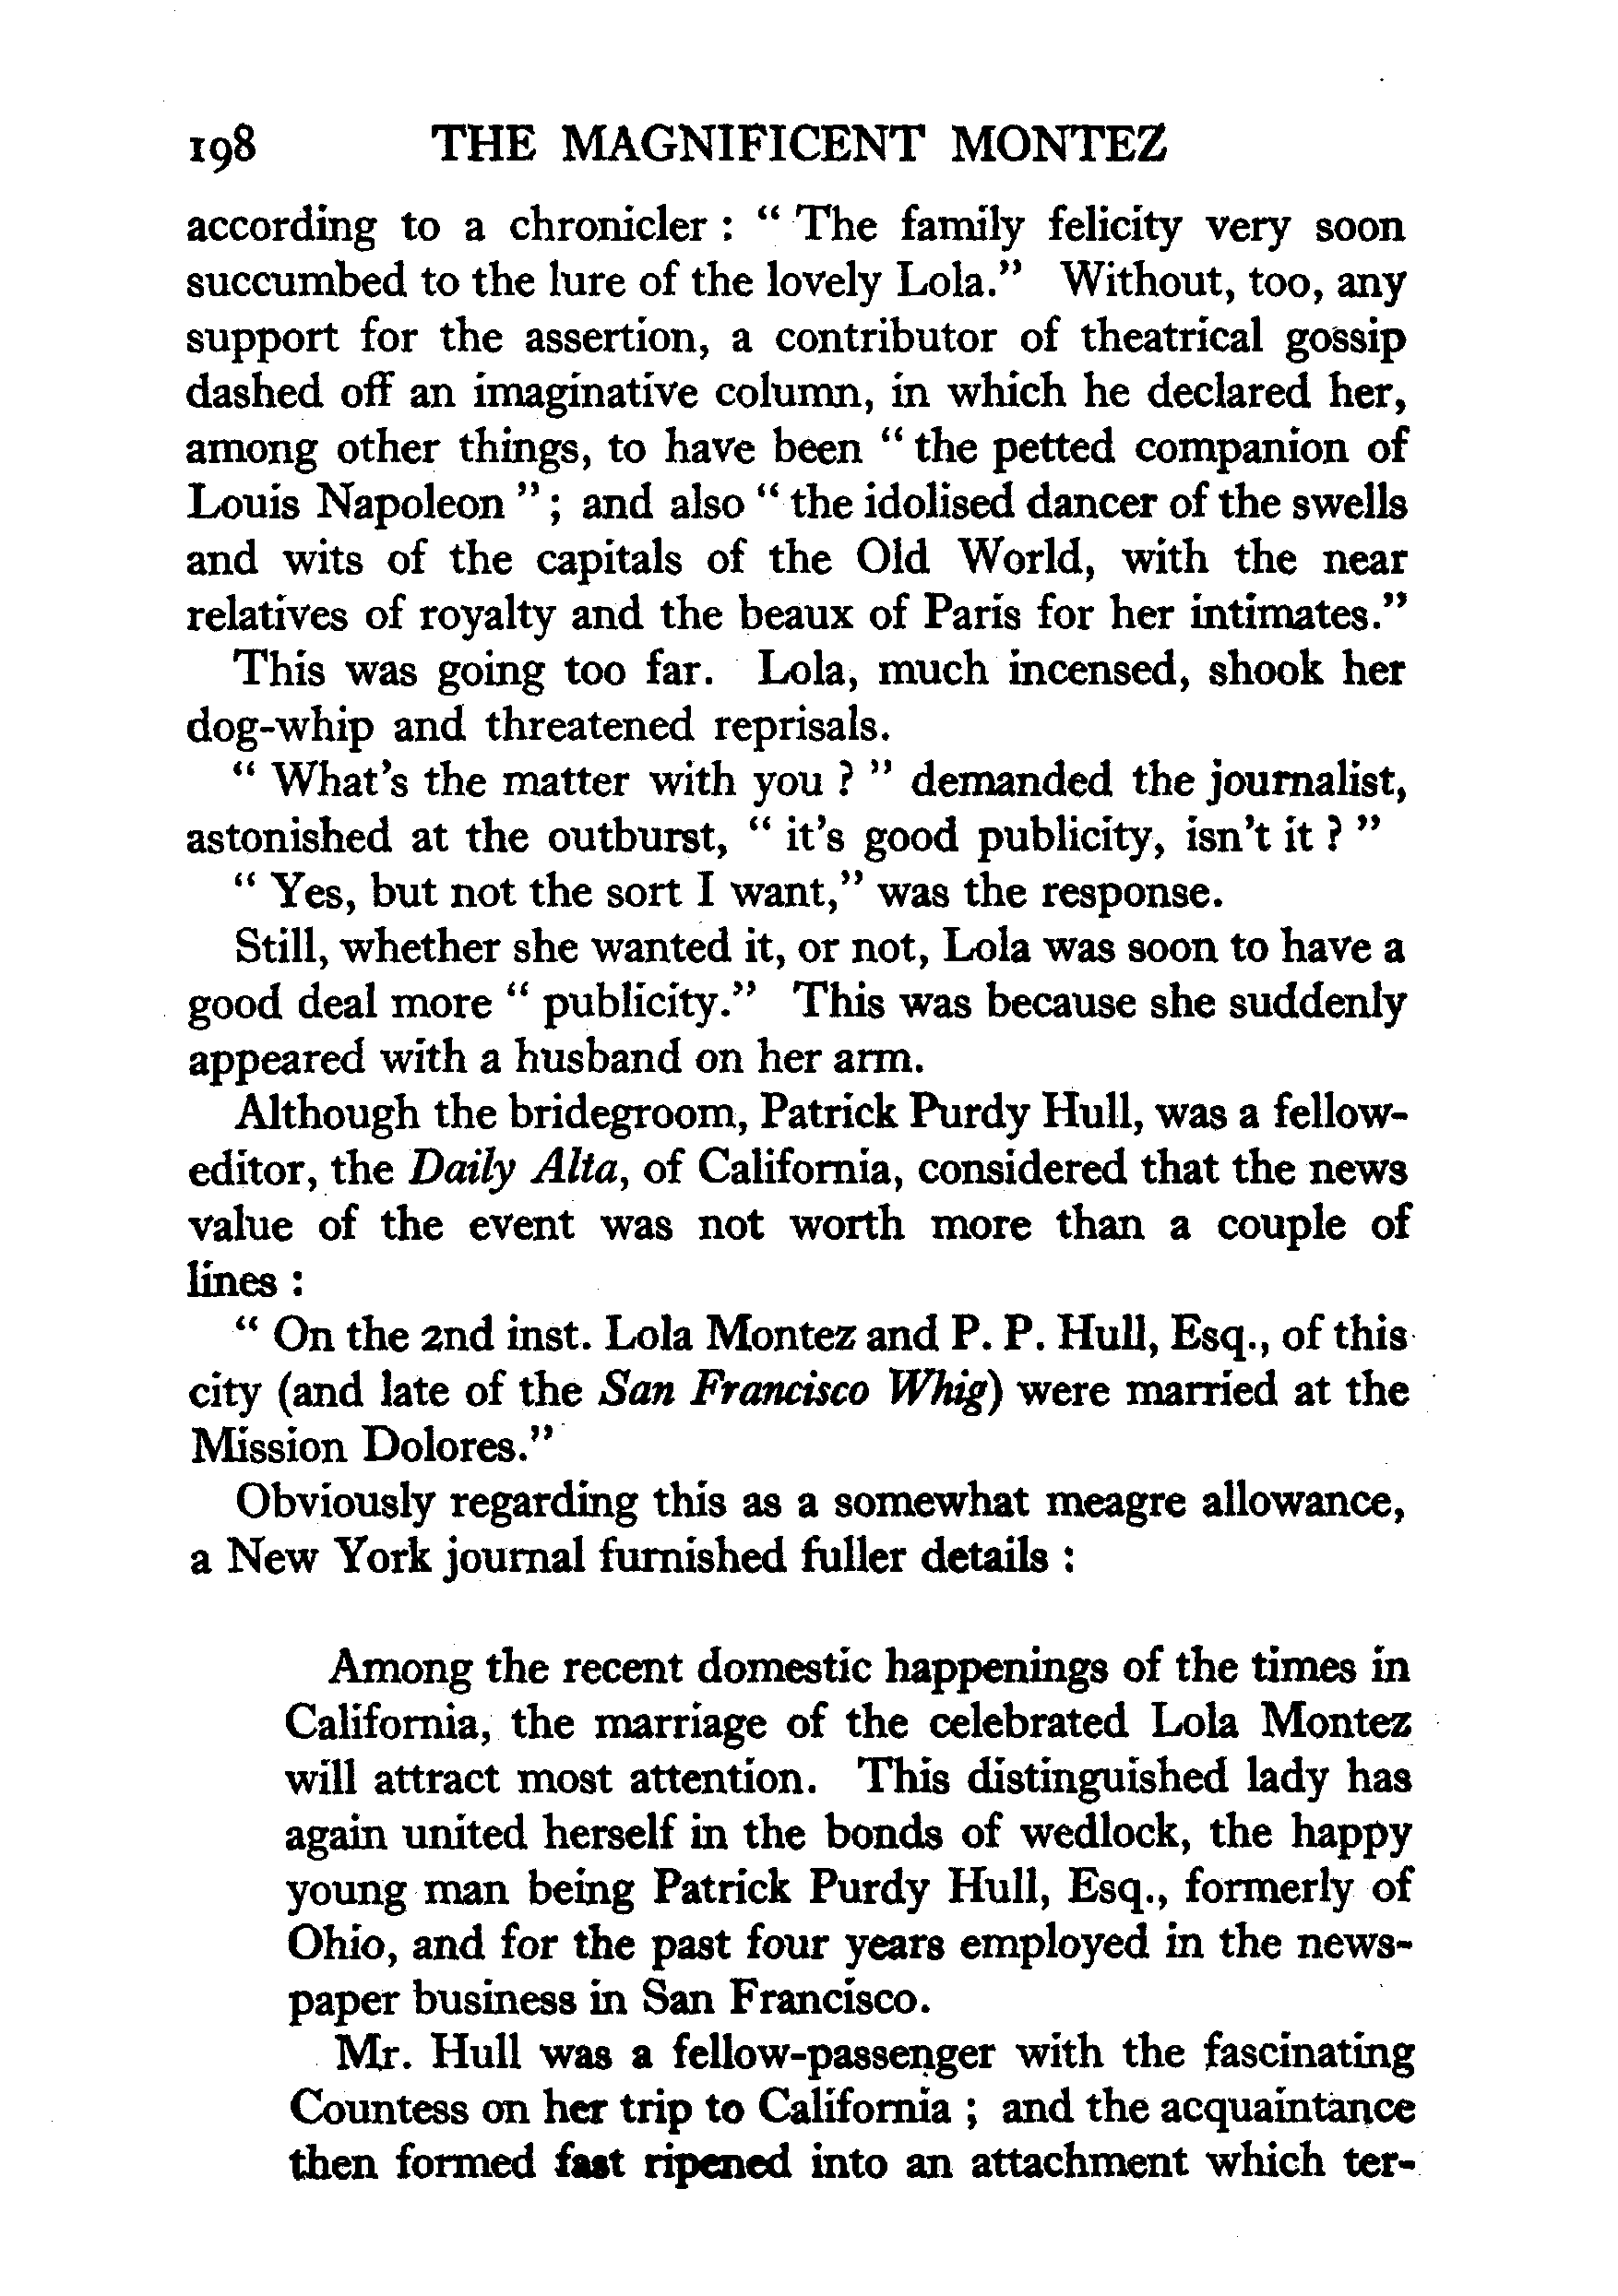 198 THE MAGNIFICENT MONTEZ
according to a chronicler : " The family felicity very soon
succumbed to the lure of the lovely Lola." Without, too, any
support for the assertion, a contributor of theatrical gossip
dashed off an imaginative column, in which he declared her,
among other things, to have been " the petted companion of
Louis Napoleon " ; and also " the idolised dancer of the swells
and wits of the capitals of the Old World, with the near
relatives of royalty and the beaux of Paris for her intimates."
This was going too far. Lola, much incensed, shook her
dog-whip and threatened reprisals.
" What's the matter with you ? " demanded the journalist,
astonished at the outburst, " it's good publicity, isn't it ? "
" Yes, but not the sort I want," was the response.
Still, whether she wanted it, or not, Lola was soon to have a
good deal more " publicity." This was because she suddenly
appeared with a husband on her arm.
Although the bridegroom, Patrick Purdy Hull, was a fellow-
editor, the Daily Alta, of California, considered that the news
value of the event was not worth more than a couple of
lines :
" On the 2nd inst. Lola Montez and P. P. Hull, Esq., of this
city (and late of the San Francisco Whig) were married at the
Mission Dolores."
Obviously regarding this as a somewhat meagre allowance,
a New York journal furnished fuller details :
Among the recent domestic happenings of the times in
California, the marriage of the celebrated Lola Montez
will attract most attention. This distinguished lady has
again united herself in the bonds of wedlock, the happy
young man being Patrick Purdy Hull, Esq., formerly of
Ohio, and for the past four years employed in the news-
paper business in San Francisco.
Mr. Hull was a fellow-passenger with the fascinating
Countess on her trip to California ; and the acquaintance
then formed fast ripened into an attachment which ter-